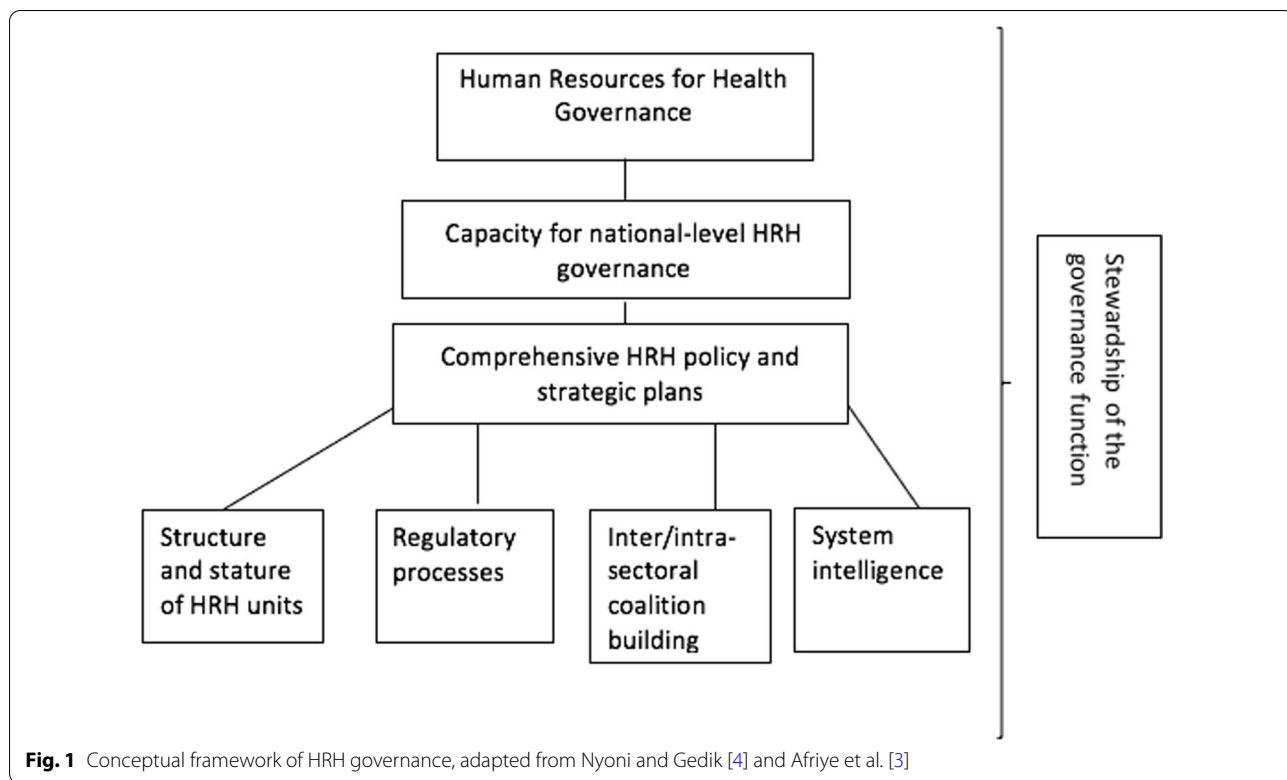 Human Resources for Health
Governance
Capacity for national-level HRH
governance
Comprehensive HRH policy and
strategic plans
Structure
and stature
of HRH units
Regulatory
processes
Inter/intra-
sectoral
coalition
building
System
intelligence
Stewardship of the
governance function
Fig. 1 Conceptual framework of HRH governance, adapted from Nyoni and Gedik [4] and Afriye et al. [3]